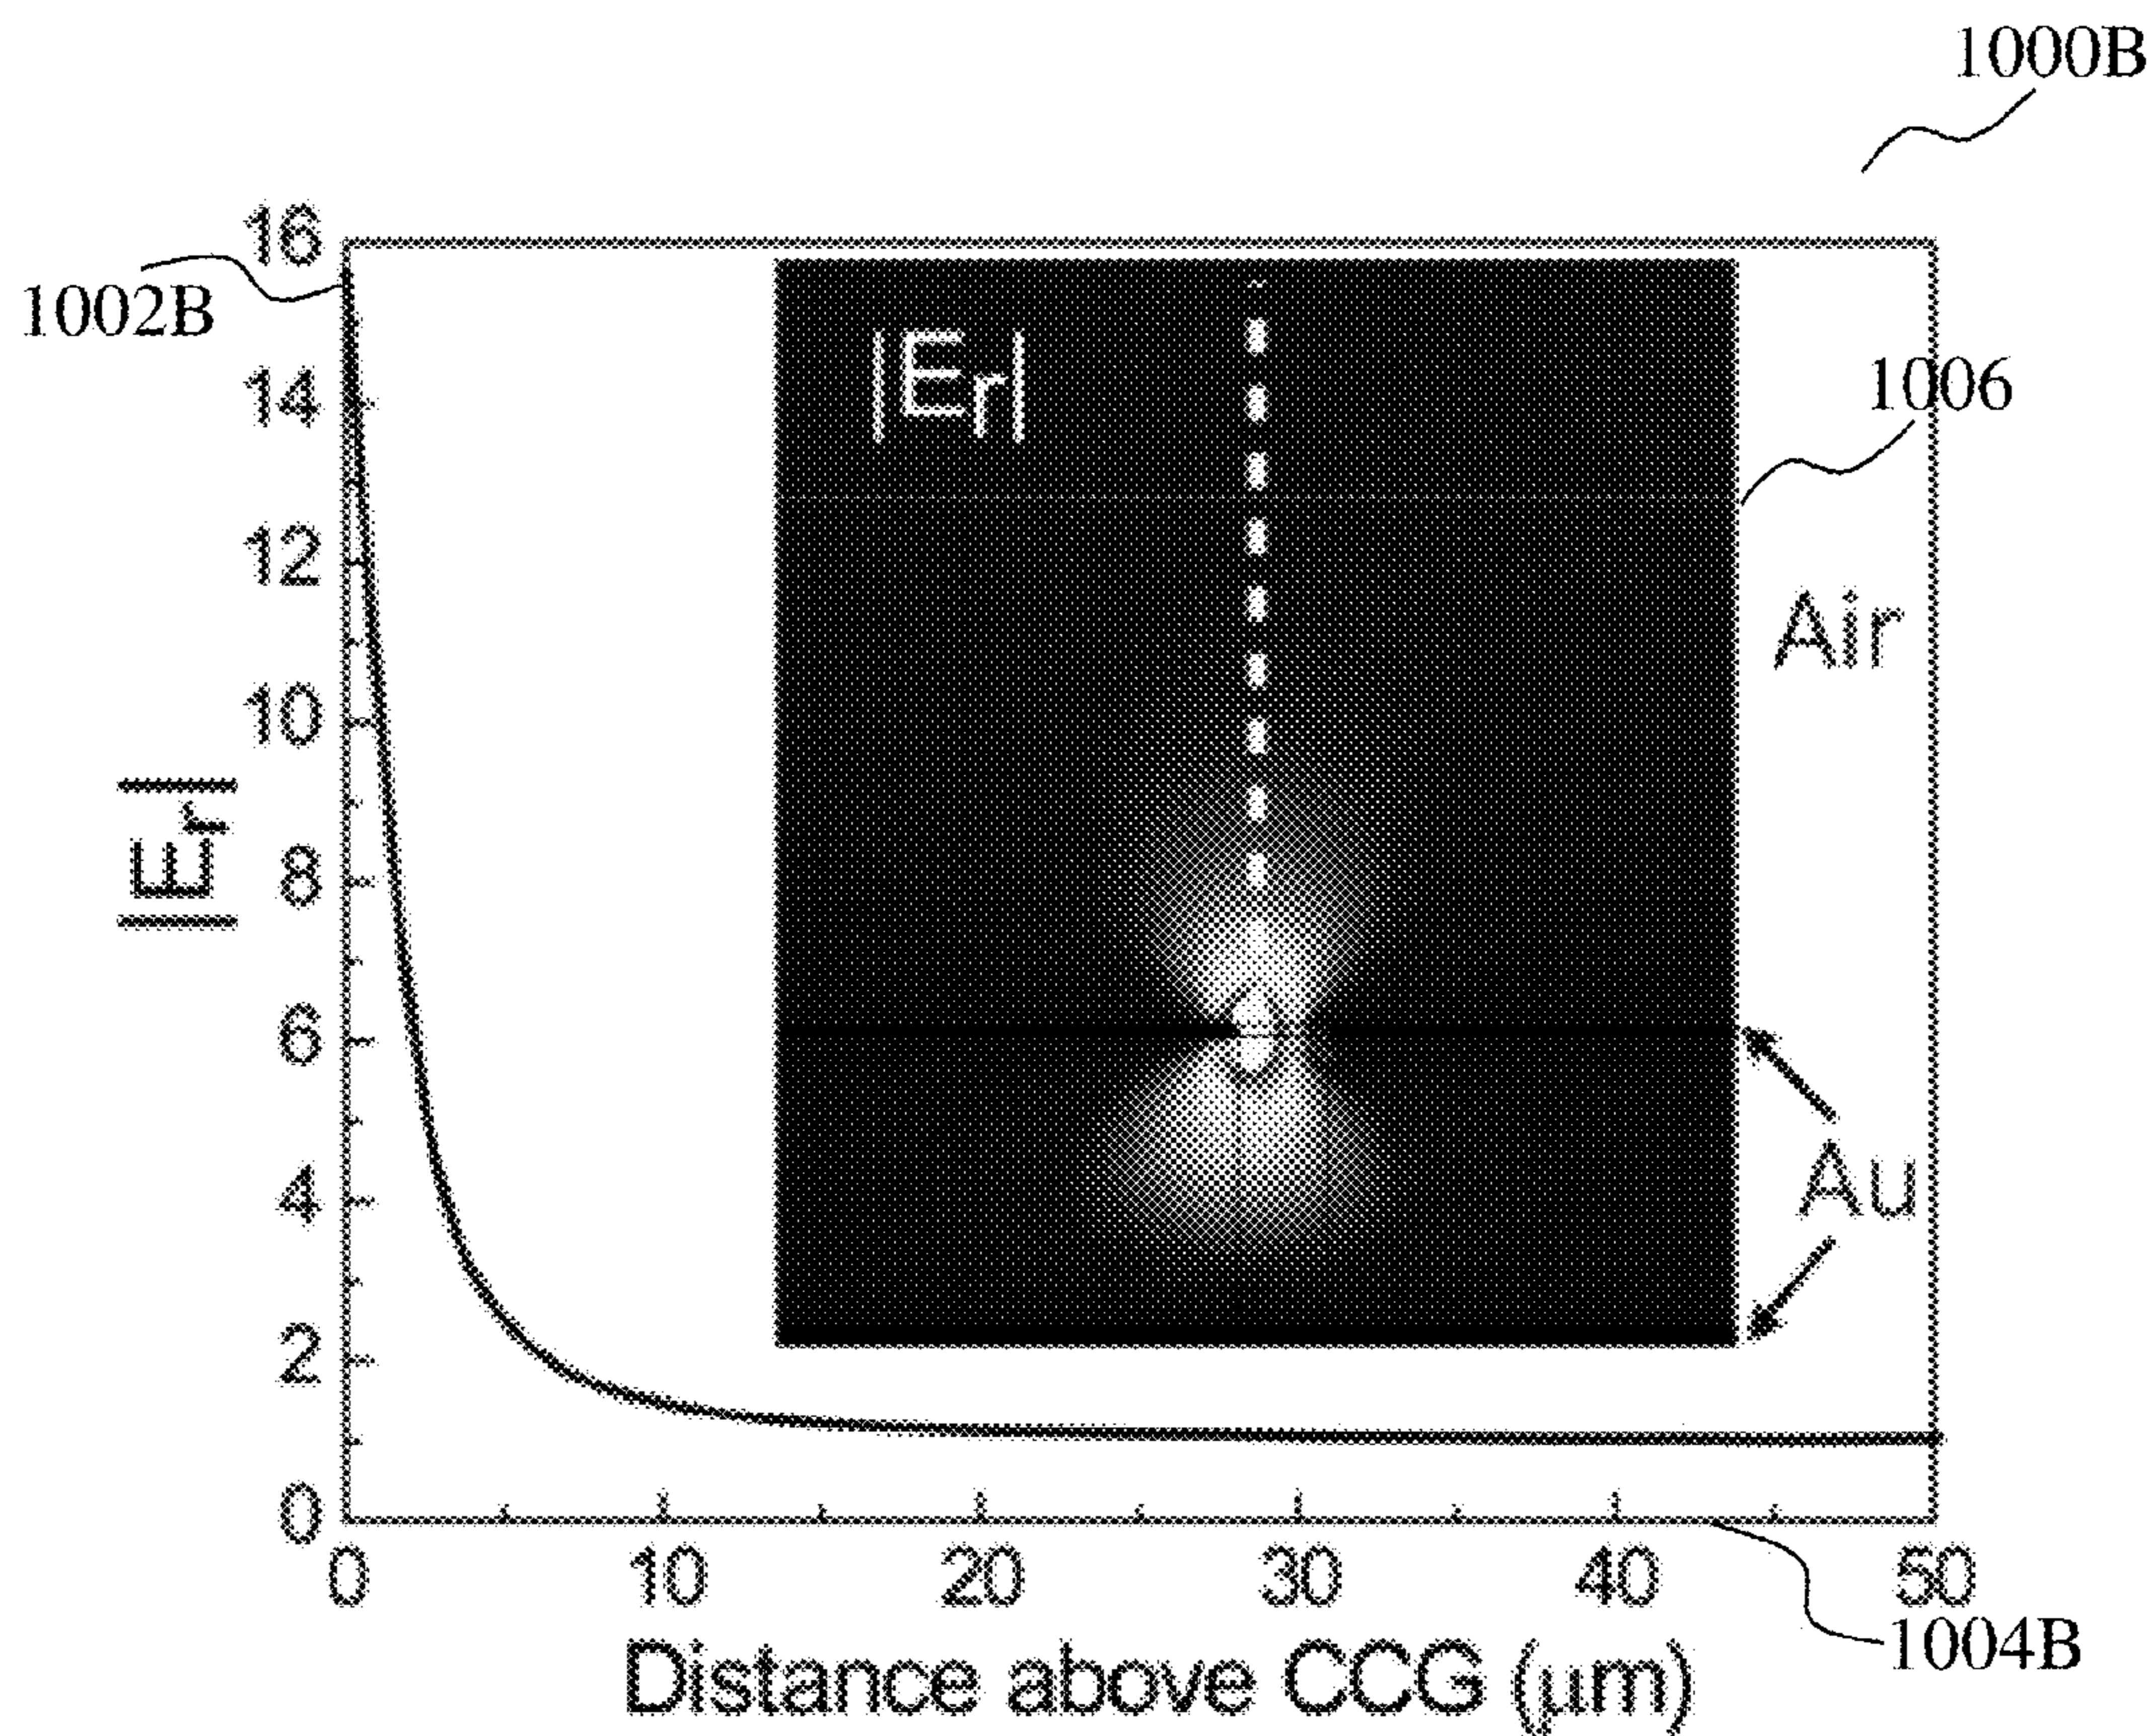 1000B
16
1002B
|Er|
14
1006
12
Air
10
|Er|
8
6
Au
4
2
0
0 10 20 30 40 50
1004B
Distance above CCG (μm)